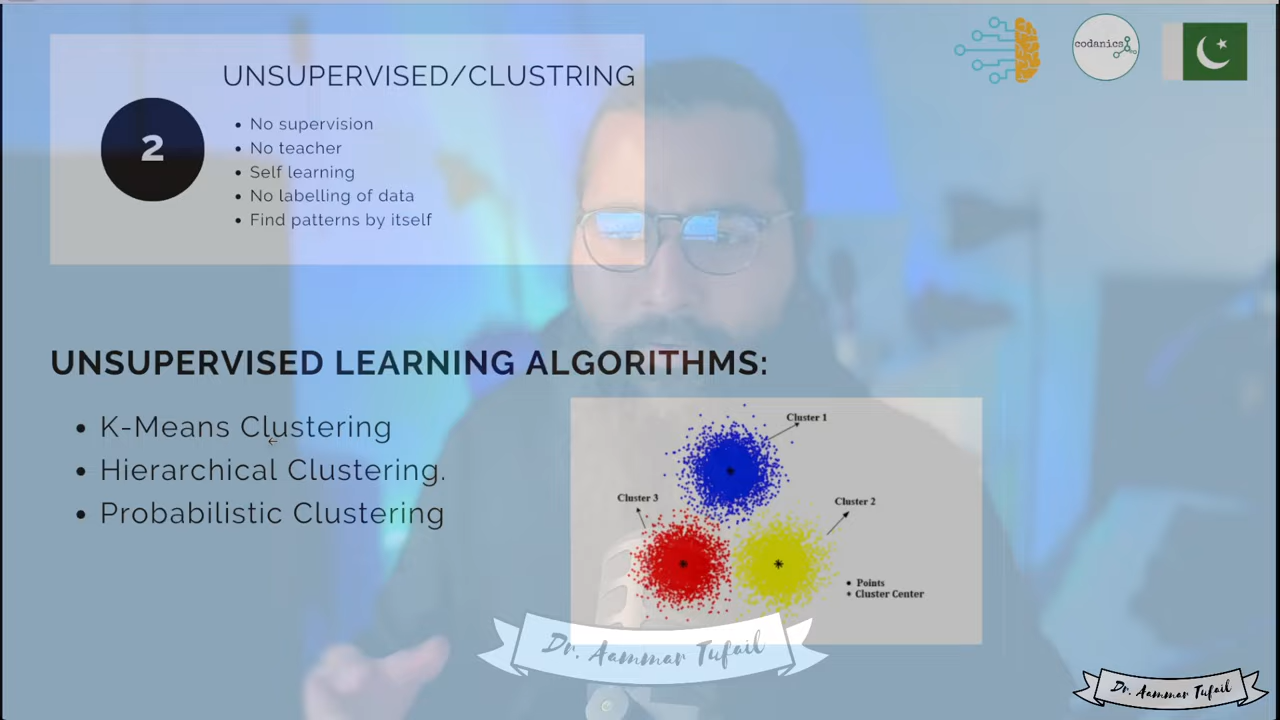 UNSUPERVISED/CLUSTRING
2
No supervision
No teacher
Self learning
No labelling of data
Find patterns by itself
codanics
UNSUPERVISED LEARNING ALGORITHMS:
K-Means Clustering
Hierarchical Clustering.
Probabilistic Clustering
Cluster 1
Cluster 3
Cluster 2
Points
Cluster Center
Dr. Aammar Tufail
Dr. Aammar Tufail